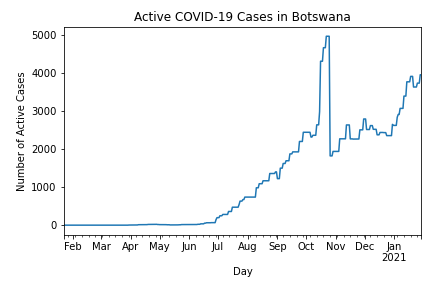 Active COVID-19 Cases in Botswana
Number of Active Cases
5000
4000
3000
2000
1000
0
Feb Mar Apr May Jun Jul Aug Sep Oct Nov Dec Jan
2021
Day